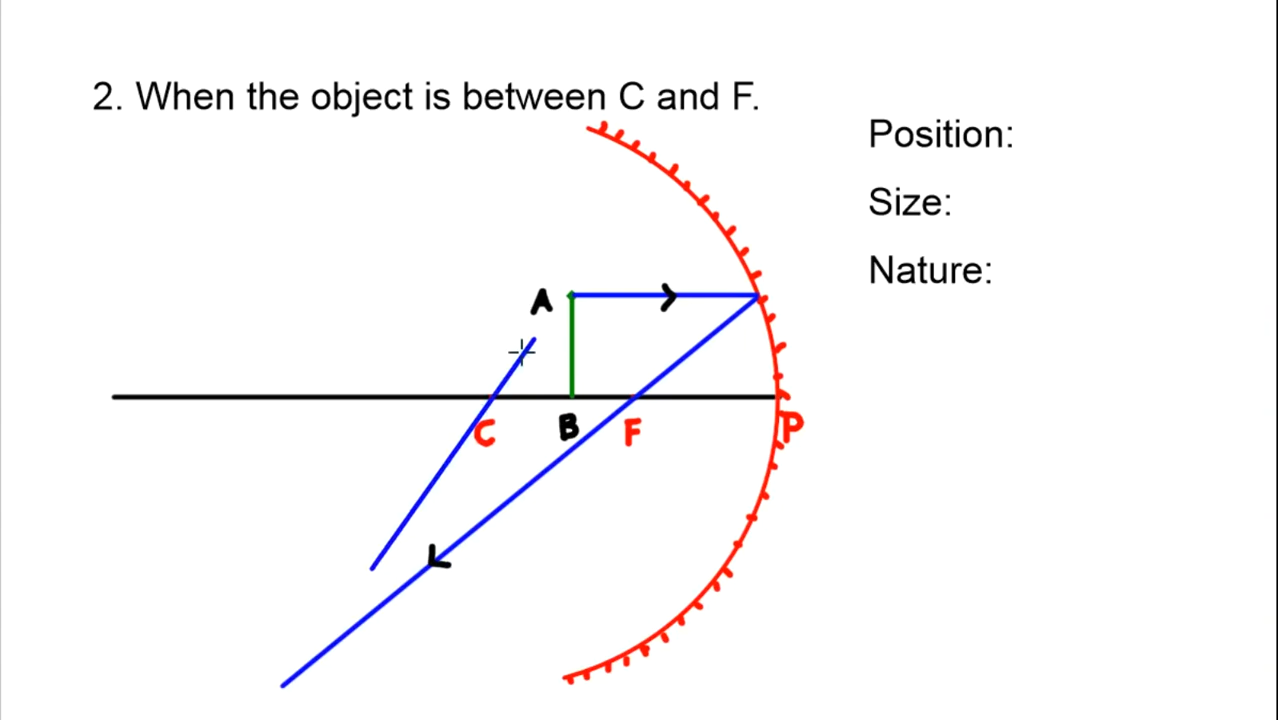 2. When the object is between C and F.
Position:
Size:
Nature:
A
C
B
F
P